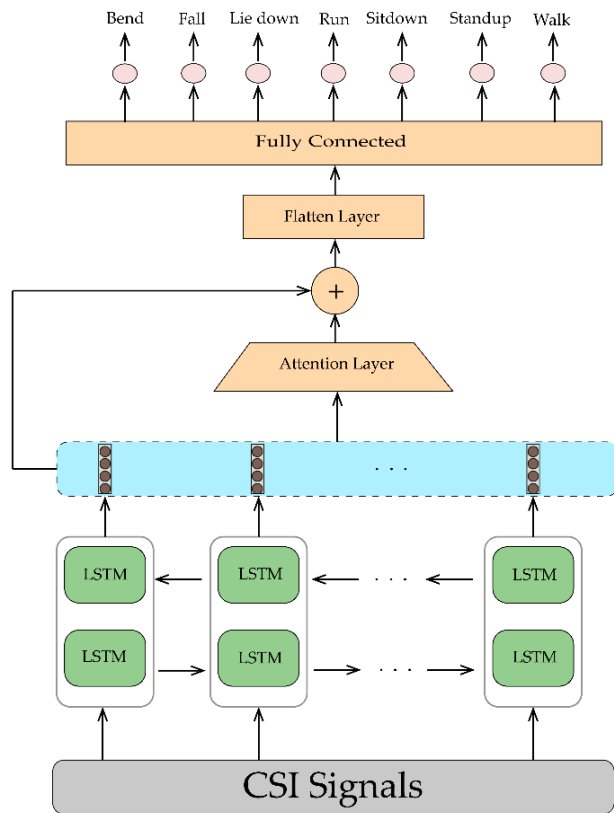 Bend Fall Lie down Run Sitdown Standup Walk
Fully Connected
Flatten Layer
+
Attention Layer
. . .
LSTM LSTM . . . LSTM
LSTM LSTM . . . LSTM
CSI Signals